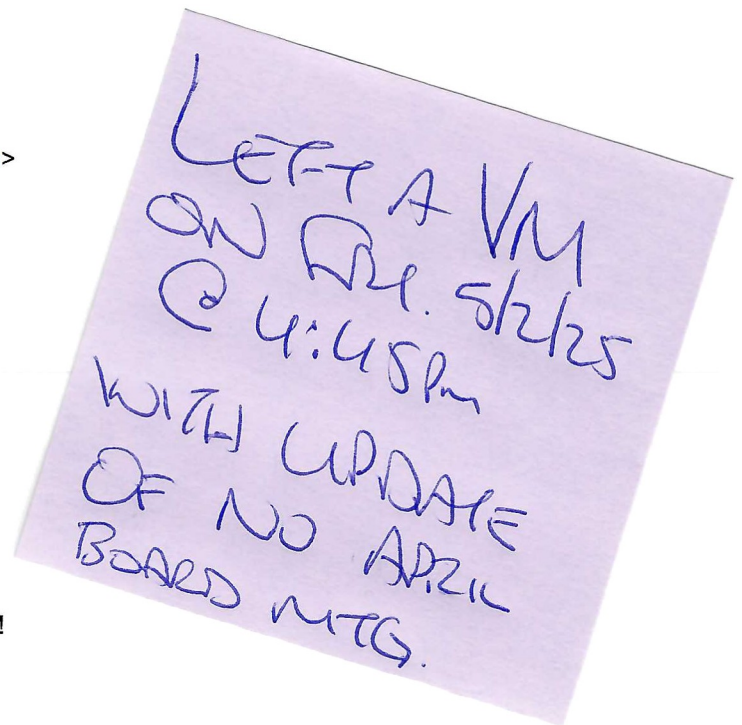 >
LEFT A VM
ON FRI. 5/2/25
@ 4:45PM
WITH UPDATE
OF NO APRIL
BOARD MTG.
!